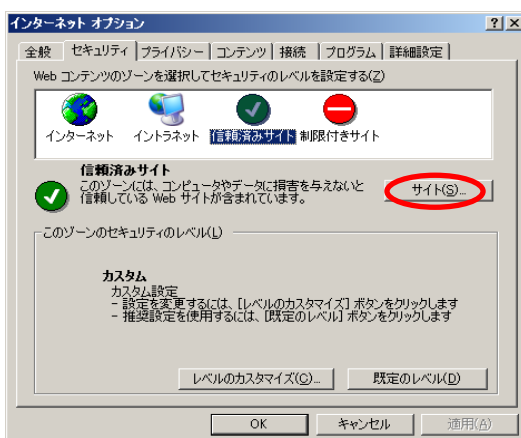 インターネット オプション
全般 セキュリティ プライバシー コンテンツ 接続 プログラム 詳細設定
Web コンテンツのゾーンを選択してセキュリティのレベルを設定する(Z)
インターネット イントラネット 信頼済みサイト 制限付きサイト
信頼済みサイト
このゾーンには、コンピュータやデータに損害を与えないと
信頼している Web サイトが含まれています。
サイト(S)...
このゾーンのセキュリティのレベル(L)
カスタム
カスタム設定
- 設定を変更するには、[レベルのカスタマイズ] ボタンをクリックします
- 推奨設定を使用するには、[既定のレベル] ボタンをクリックします
レベルのカスタマイズ(C)... 既定のレベル(D)
OK キャンセル 適用(A)